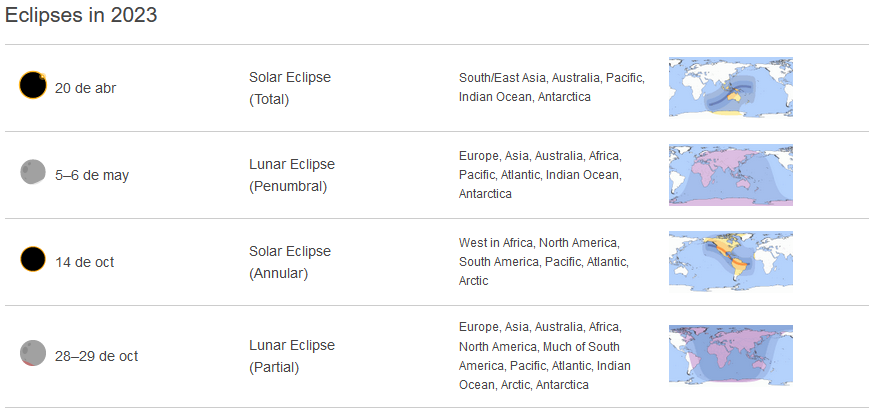 Eclipses in 2023
20 de abr
Solar Eclipse
(Total)
South/East Asia, Australia, Pacific,
Indian Ocean, Antarctica
5–6 de may
Lunar Eclipse
(Penumbral)
Europe, Asia, Australia, Africa,
Pacific, Atlantic, Indian Ocean,
Antarctica
14 de oct
Solar Eclipse
(Annular)
West in Africa, North America,
South America, Pacific, Atlantic,
Arctic
28–29 de oct
Lunar Eclipse
(Partial)
Europe, Asia, Australia, Africa,
North America, Much of South
America, Pacific, Atlantic, Indian
Ocean, Arctic, Antarctica